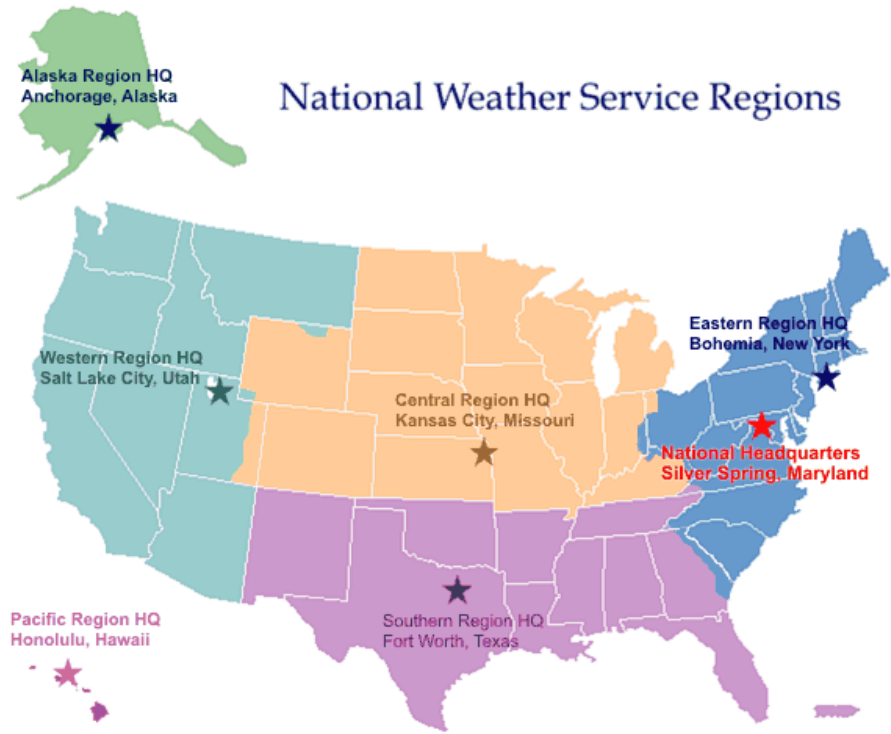 Alaska Region HQ
Anchorage, Alaska
National Weather Service Regions
Eastern Region HQ
Bohemia, New York
Western Region HQ
Salt Lake City, Utah
Central Region HQ
Kansas City, Missouri
National Headquarters
Silver Spring, Maryland
Pacific Region HQ
Honolulu, Hawaii
Southern Region HQ
Fort Worth, Texas